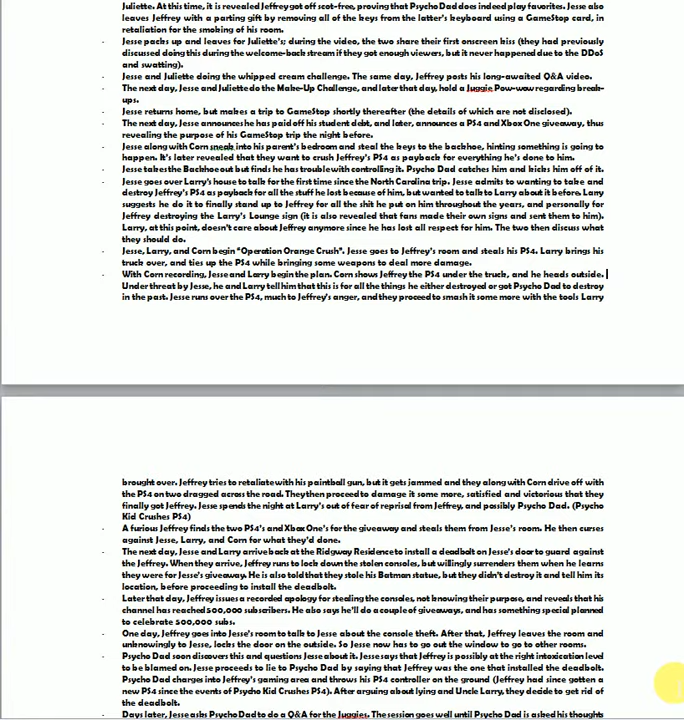 Juliette. At this time, it is revealed Jeffrey got off scot-free, proving that Psycho Dad does indeed play favorites. Jesse also
leaves Jeffrey with a parting gift by removing all of the keys from the latter's keyboard using a GameStop card, in
retaliation for the smoking of his room.
- Jesse packs up and leaves for Juliette's; during the video, the two share their first onscreen kiss (they had previously
discussed doing this during the welcome-back stream if they got enough viewers, but it never happened due to the DDoS
and swatting).
- Jesse and Juliette doing the whipped cream challenge. The same day, Jeffrey posts his long-awaited Q&A video.
- The next day, Jesse and Juliette do the Make-Up Challenge, and later that day, hold a Juggie Pow-wow regarding break-
ups.
- Jesse returns home, but makes a trip to GameStop shortly thereafter (the details of which are not disclosed).
- The next day, Jesse announces he has paid off his student debt, and later, announces a PS4 and Xbox One giveaway, thus
revealing the purpose of his GameStop trip the night before.
- Jesse along with Corn sneak into his parent's bedroom and steal the keys to the backhoe, hinting something is going to
happen. It's later revealed that they want to crush Jeffrey's PS4 as payback for everything he's done to him.
- Jesse takes the Backhoe out but finds he has trouble with controlling it. Psycho Dad catches him and kicks him off of it.
- Jesse goes over Larry's house to talk for the first time since the North Carolina trip. Jesse admits to wanting to take and
destroy Jeffrey's PS4 as payback for all the stuff he lost because of him, but wanted to talk to Larry about it before. Larry
suggests he do it to finally stand up to Jeffrey for all the shit he put on him throughout the years, and personally for
Jeffrey destroying the Larry's Lounge sign (it is also revealed that fans made their own signs and sent them to him).
Larry, at this point, doesn't care about Jeffrey anymore since he has lost all respect for him. The two then discuss what
they should do.
- Jesse, Larry, and Corn begin "Operation Orange Crush". Jesse goes to Jeffrey's room and steals his PS4. Larry brings his
truck over, and ties up the PS4 while bringing some weapons to deal more damage.
- With Corn recording, Jesse and Larry begin the plan. Corn shows Jeffrey the PS4 under the truck, and he heads outside.
Under threat by Jesse, he and Larry tell him that this is for all the things he either destroyed or got Psycho Dad to destroy
in the past. Jesse runs over the PS4, much to Jeffrey's anger, and they proceed to smash it some more with the tools Larry
brought over. Jeffrey tries to retaliate with his paintball gun, but it gets jammed and they along with Corn drive off with
the PS4 on two dragged across the road. They then proceed to damage it some more, satisfied and victorious that they
finally got Jeffrey. Jesse spends the night at Larry's out of fear of reprisal from Jeffrey, and possibly Psycho Dad. (Psycho
Kid Crushes PS4)
- A furious Jeffrey finds the two PS4's and Xbox One's for the giveaway and steals them from Jesse's room. He then curses
against Jesse, Larry, and Corn for what they'd done.
- The next day, Jesse and Larry arrive back at the Ridgway Residence to install a deadbolt on Jesse's door to guard against
the Jeffrey. When they arrive, Jeffrey runs to lock down the stolen consoles, but willingly surrenders them when he learns
they were for Jesse's giveaway. He is also told that they stole his Batman statue, but they didn't destroy it and tell him its
location, before proceeding to install the deadbolt.
- Later that day, Jeffrey issues a recorded apology for stealing the consoles, not knowing their purpose, and reveals that his
channel has reached 500,000 subscribers. He also says he'll do a couple of giveaways, and has something special planned
to celebrate 500,000 subs.
- One day, Jeffrey goes into Jesse's room to talk to Jesse about the console theft. After that, Jeffrey leaves the room and
unknowingly to Jesse, locks the door on the outside. So Jesse now has to go out the window to go to other rooms.
- Psycho Dad soon discovers this and questions Jesse about it. Jesse says that Jeffrey is possibly at the right intoxication level
to be blamed on. Jesse proceeds to lie to Psycho Dad by saying that Jeffrey was the one that installed the deadbolt.
Psycho Dad charges into Jeffrey's gaming area and throws his PS4 controller on the ground (Jeffrey had since gotten a
new PS4 since the events of Psycho Kid Crushes PS4). After arguing about lying and Uncle Larry, they decide to get rid of
the deadbolt.
- Days later, Jesse asks Psycho Dad to do a Q&A for the Juggies. The session goes well until Psycho Dad is asked his thoughts